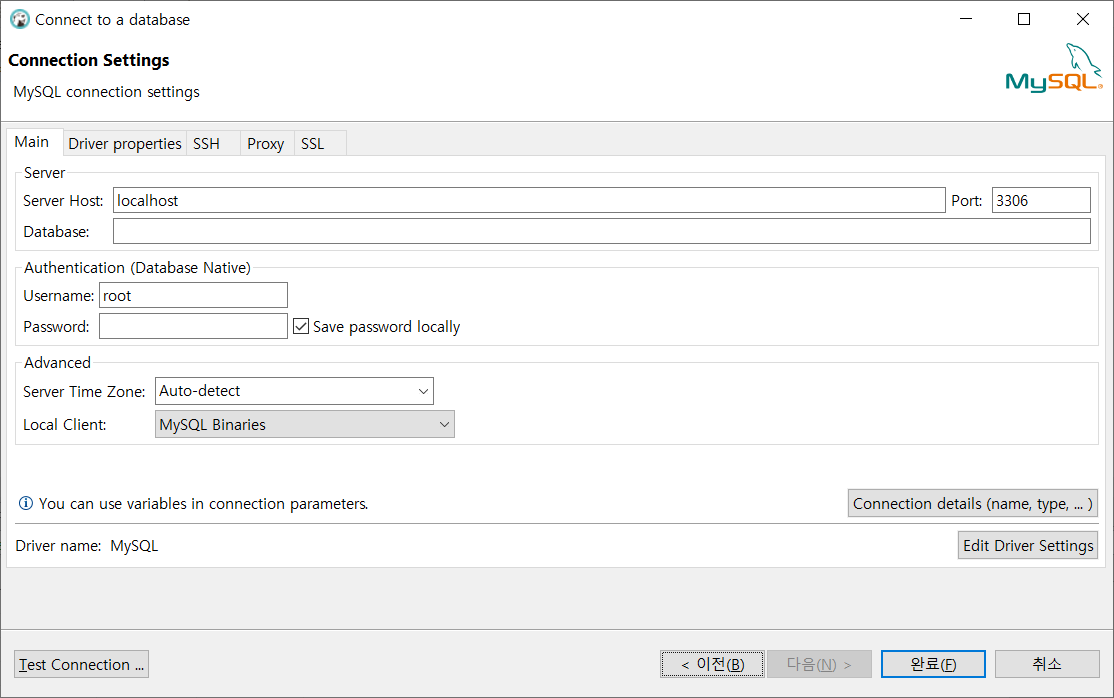 Connect to a database
Connection Settings
MySQL connection settings
MySQL®
Main Driver properties SSH Proxy SSL
Server
Server Host: localhost Port: 3306
Database:
Authentication (Database Native)
Username: root
Password: Save password locally
Advanced
Server Time Zone: Auto-detect
Local Client: MySQL Binaries
You can use variables in connection parameters. Connection details (name, type, ... )
Driver name: MySQL Edit Driver Settings
Test Connection ... < 이전(B) 다음(N) > 완료(F) 취소